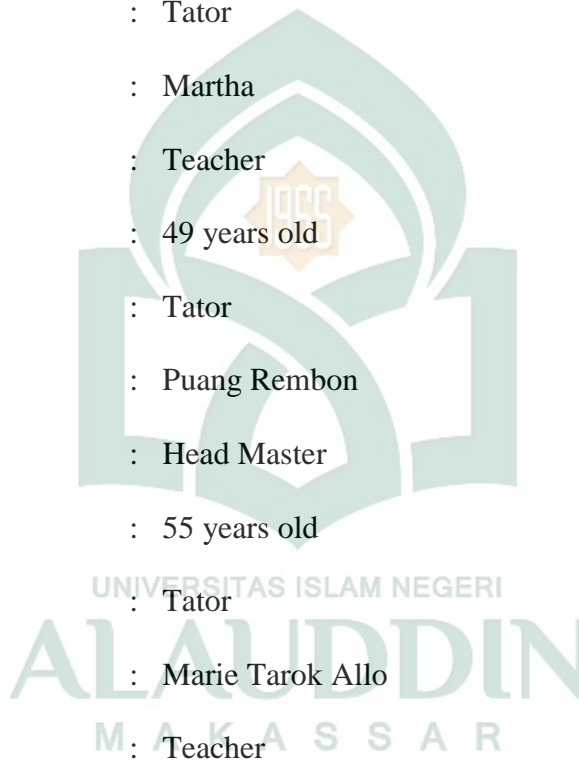 : Tator
: Martha
: Teacher
1965
: 49 years old
: Tator
: Puang Rembon
: Head Master
: 55 years old
UNIVERSITAS ISLAM NEGERI
: Tator
ALAUDDIN
: Marie Tarok Allo
MAKASSAR
: Teacher